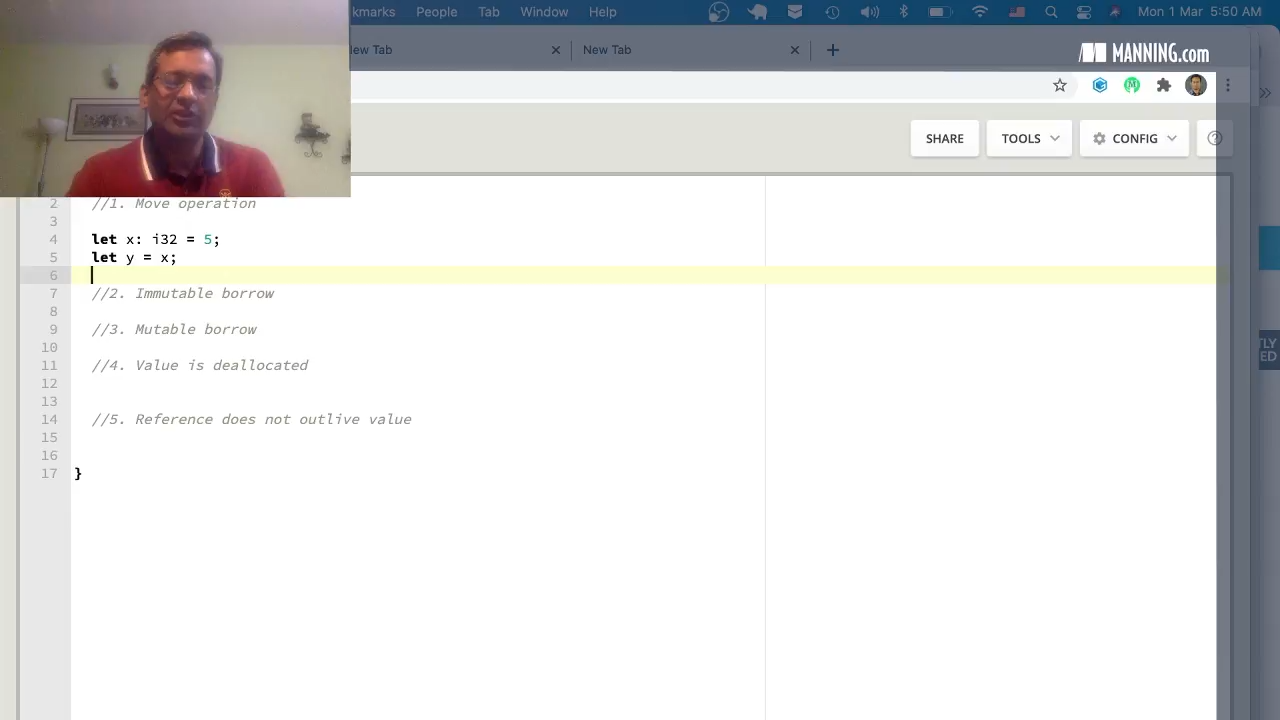 kmarks People Tab Window Help Mon 1 Mar 5:50 AM
New Tab New Tab
MANNING.com
SHARE TOOLS CONFIG
2 //1. Move operation
3
4 let x: i32 = 5;
5 let y = x;
6
7 //2. Immutable borrow
8
9 //3. Mutable borrow
10
11 //4. Value is deallocated
12
13
14 //5. Reference does not outlive value
15
16
17 }
TLY
ED